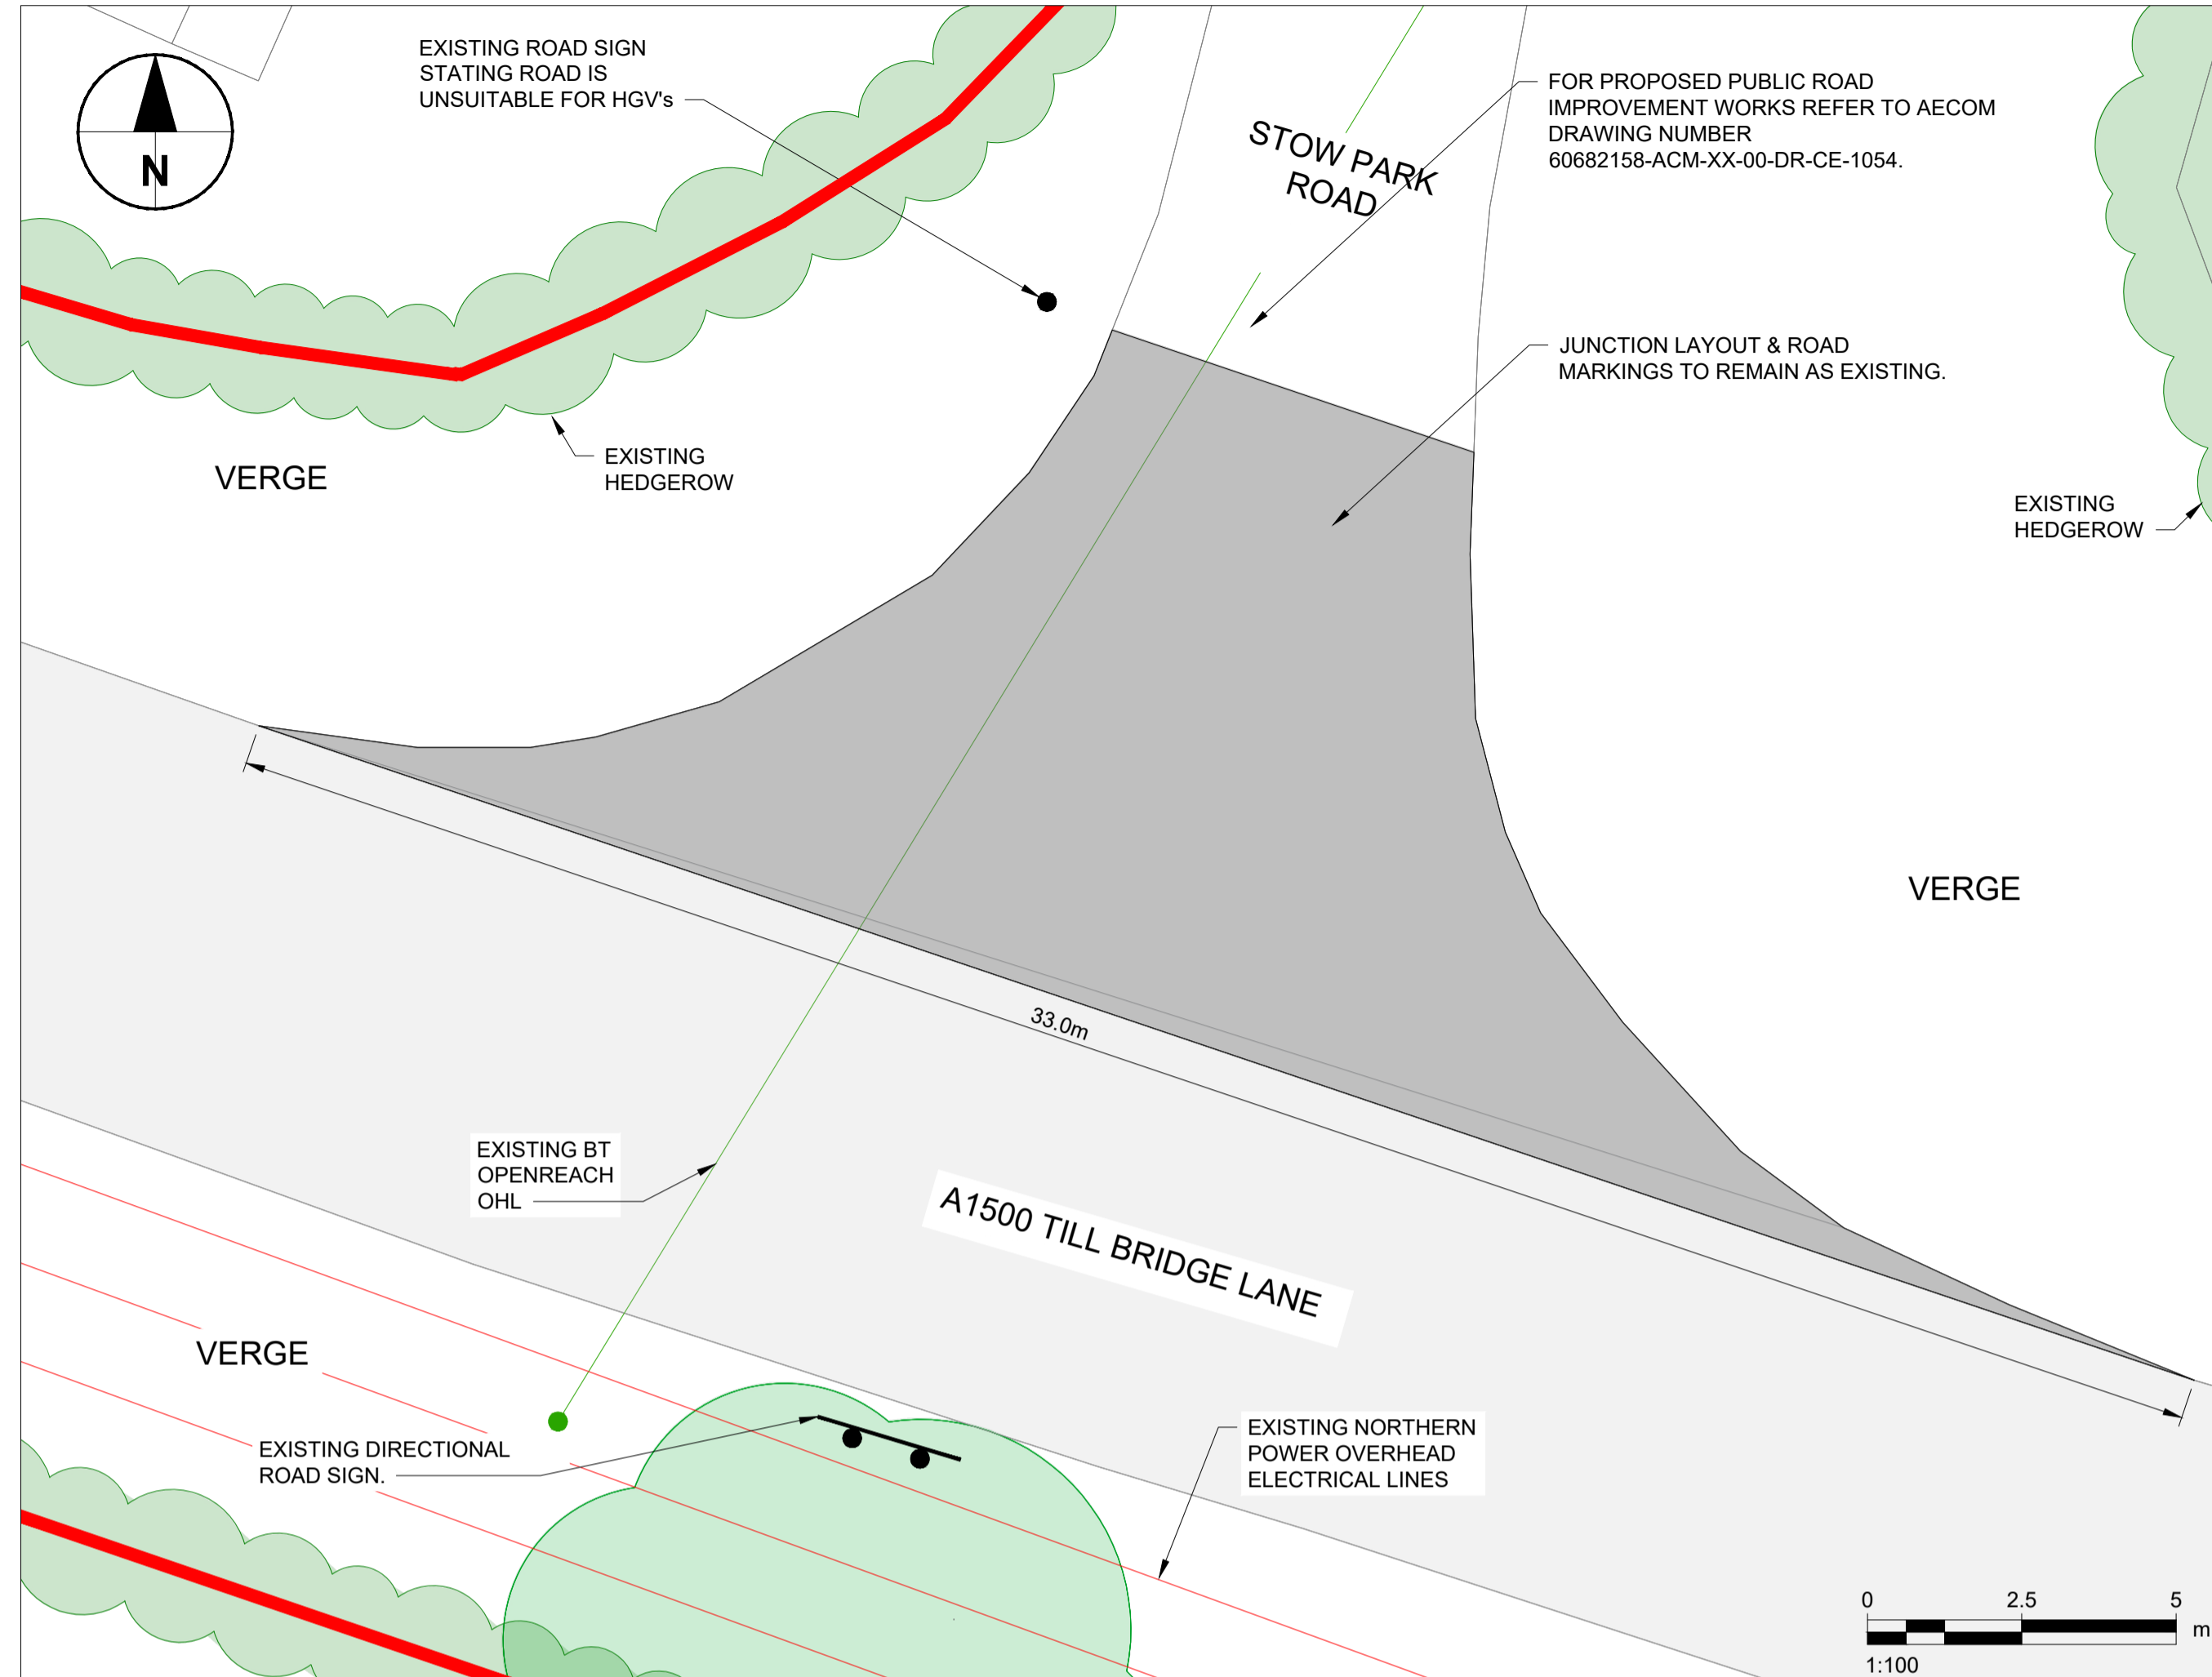 EXISTING ROAD SIGN
STATING ROAD IS
UNSUITABLE FOR HGV's
N
STOW PARK
ROAD
FOR PROPOSED PUBLIC ROAD
IMPROVEMENT WORKS REFER TO AECOM
DRAWING NUMBER
60682158-ACM-XX-00-DR-CE-1054.
JUNCTION LAYOUT & ROAD
MARKINGS TO REMAIN AS EXISTING.
EXISTING
HEDGEROW
VERGE
EXISTING
HEDGEROW
VERGE
33.0m
EXISTING BT
OPENREACH
OHL
A1500 TILL BRIDGE LANE
VERGE
EXISTING DIRECTIONAL
ROAD SIGN.
EXISTING NORTHERN
POWER OVERHEAD
ELECTRICAL LINES
0 2.5 5
m
1:100